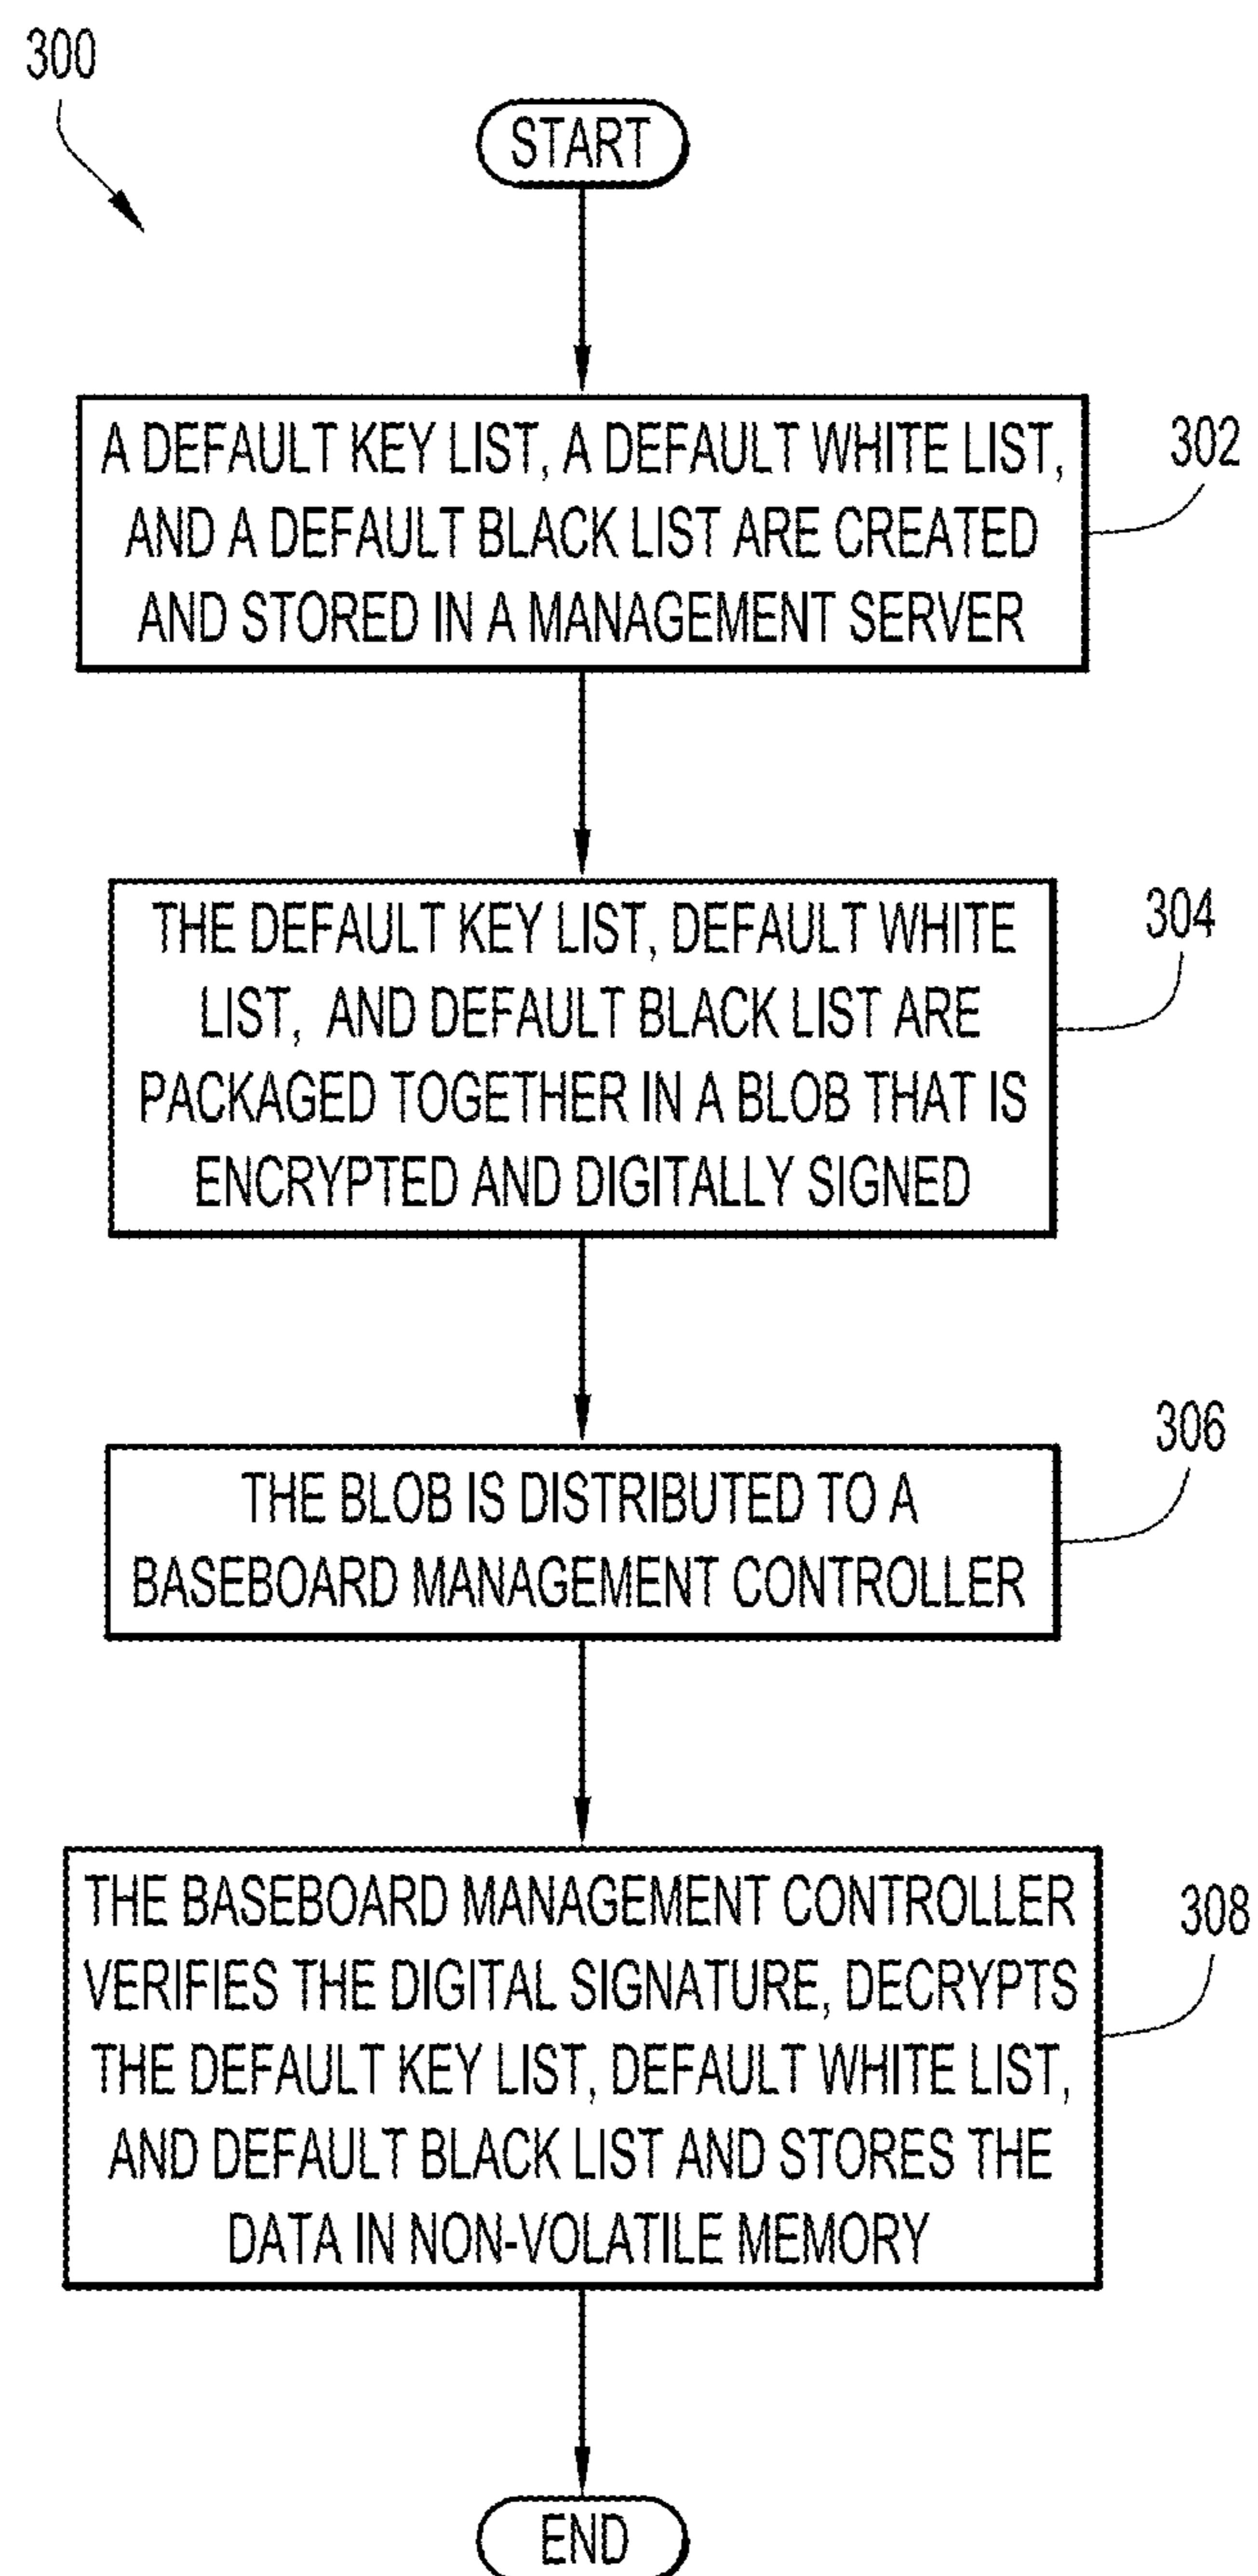 300
START
A DEFAULT KEY LIST, A DEFAULT WHITE LIST,
AND A DEFAULT BLACK LIST ARE CREATED
AND STORED IN A MANAGEMENT SERVER
302
THE DEFAULT KEY LIST, DEFAULT WHITE
LIST, AND DEFAULT BLACK LIST ARE
PACKAGED TOGETHER IN A BLOB THAT IS
ENCRYPTED AND DIGITALLY SIGNED
304
THE BLOB IS DISTRIBUTED TO A
BASEBOARD MANAGEMENT CONTROLLER
306
THE BASEBOARD MANAGEMENT CONTROLLER
VERIFIES THE DIGITAL SIGNATURE, DECRYPTS
THE DEFAULT KEY LIST, DEFAULT WHITE LIST,
AND DEFAULT BLACK LIST AND STORES THE
DATA IN NON-VOLATILE MEMORY
308
END